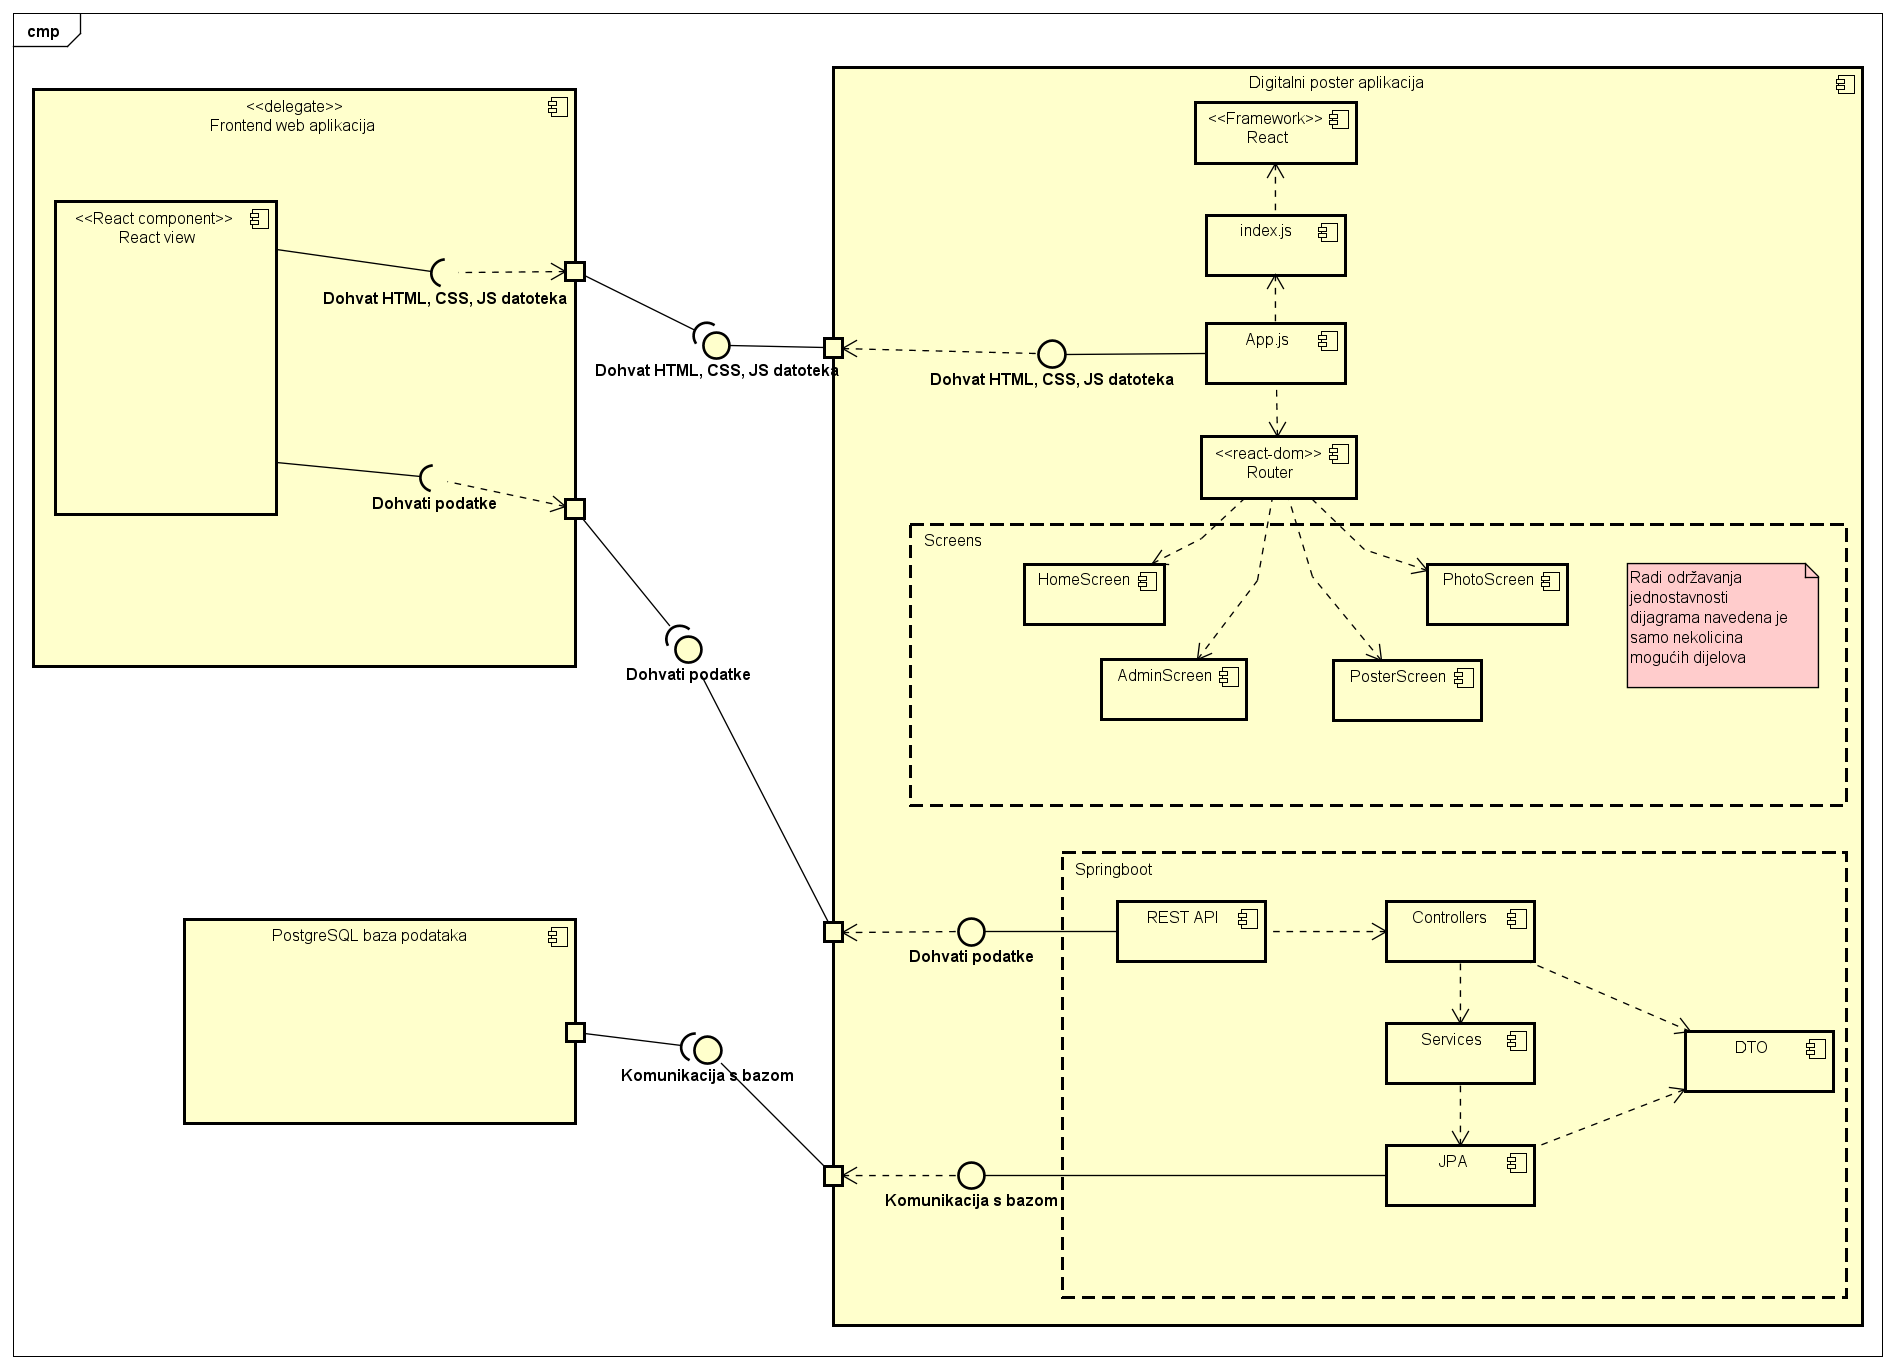 cmp
<<delegate>>
Frontend web aplikacija
<<React component>>
React view
Dohvat HTML, CSS, JS datoteka
Dohvati podatke
Dohvat HTML, CSS, JS datoteka
Dohvati podatke
PostgreSQL baza podataka
Komunikacija s bazom
Digitalni poster aplikacija
<<Framework>>
React
index.js
App.js
Dohvat HTML, CSS, JS datoteka
<<react-dom>>
Router
Screens
HomeScreen
PhotoScreen
AdminScreen
PosterScreen
Radi održavanja
jednostavnosti
dijagrama navedena je
samo nekolicina
mogućih dijelova
Springboot
REST API
Controllers
Dohvati podatke
Services
DTO
JPA
Komunikacija s bazom